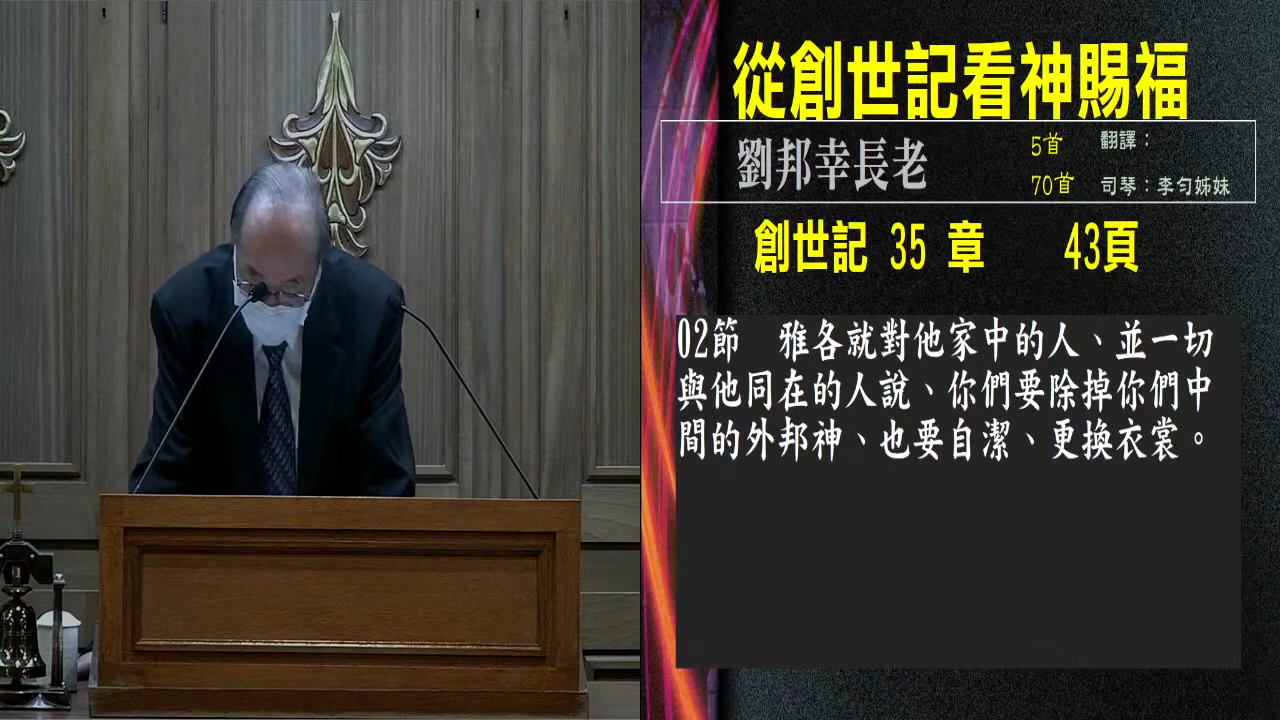 從創世記看神賜福
劉邦幸長老
5首
翻譯：
70首
司琴：李勻姊妹
創世記 35 章 43頁
02節 雅各就對他家中的人、並一切
與他同在的人說、你們要除掉你們中
間的外邦神、也要自潔、更換衣裳。